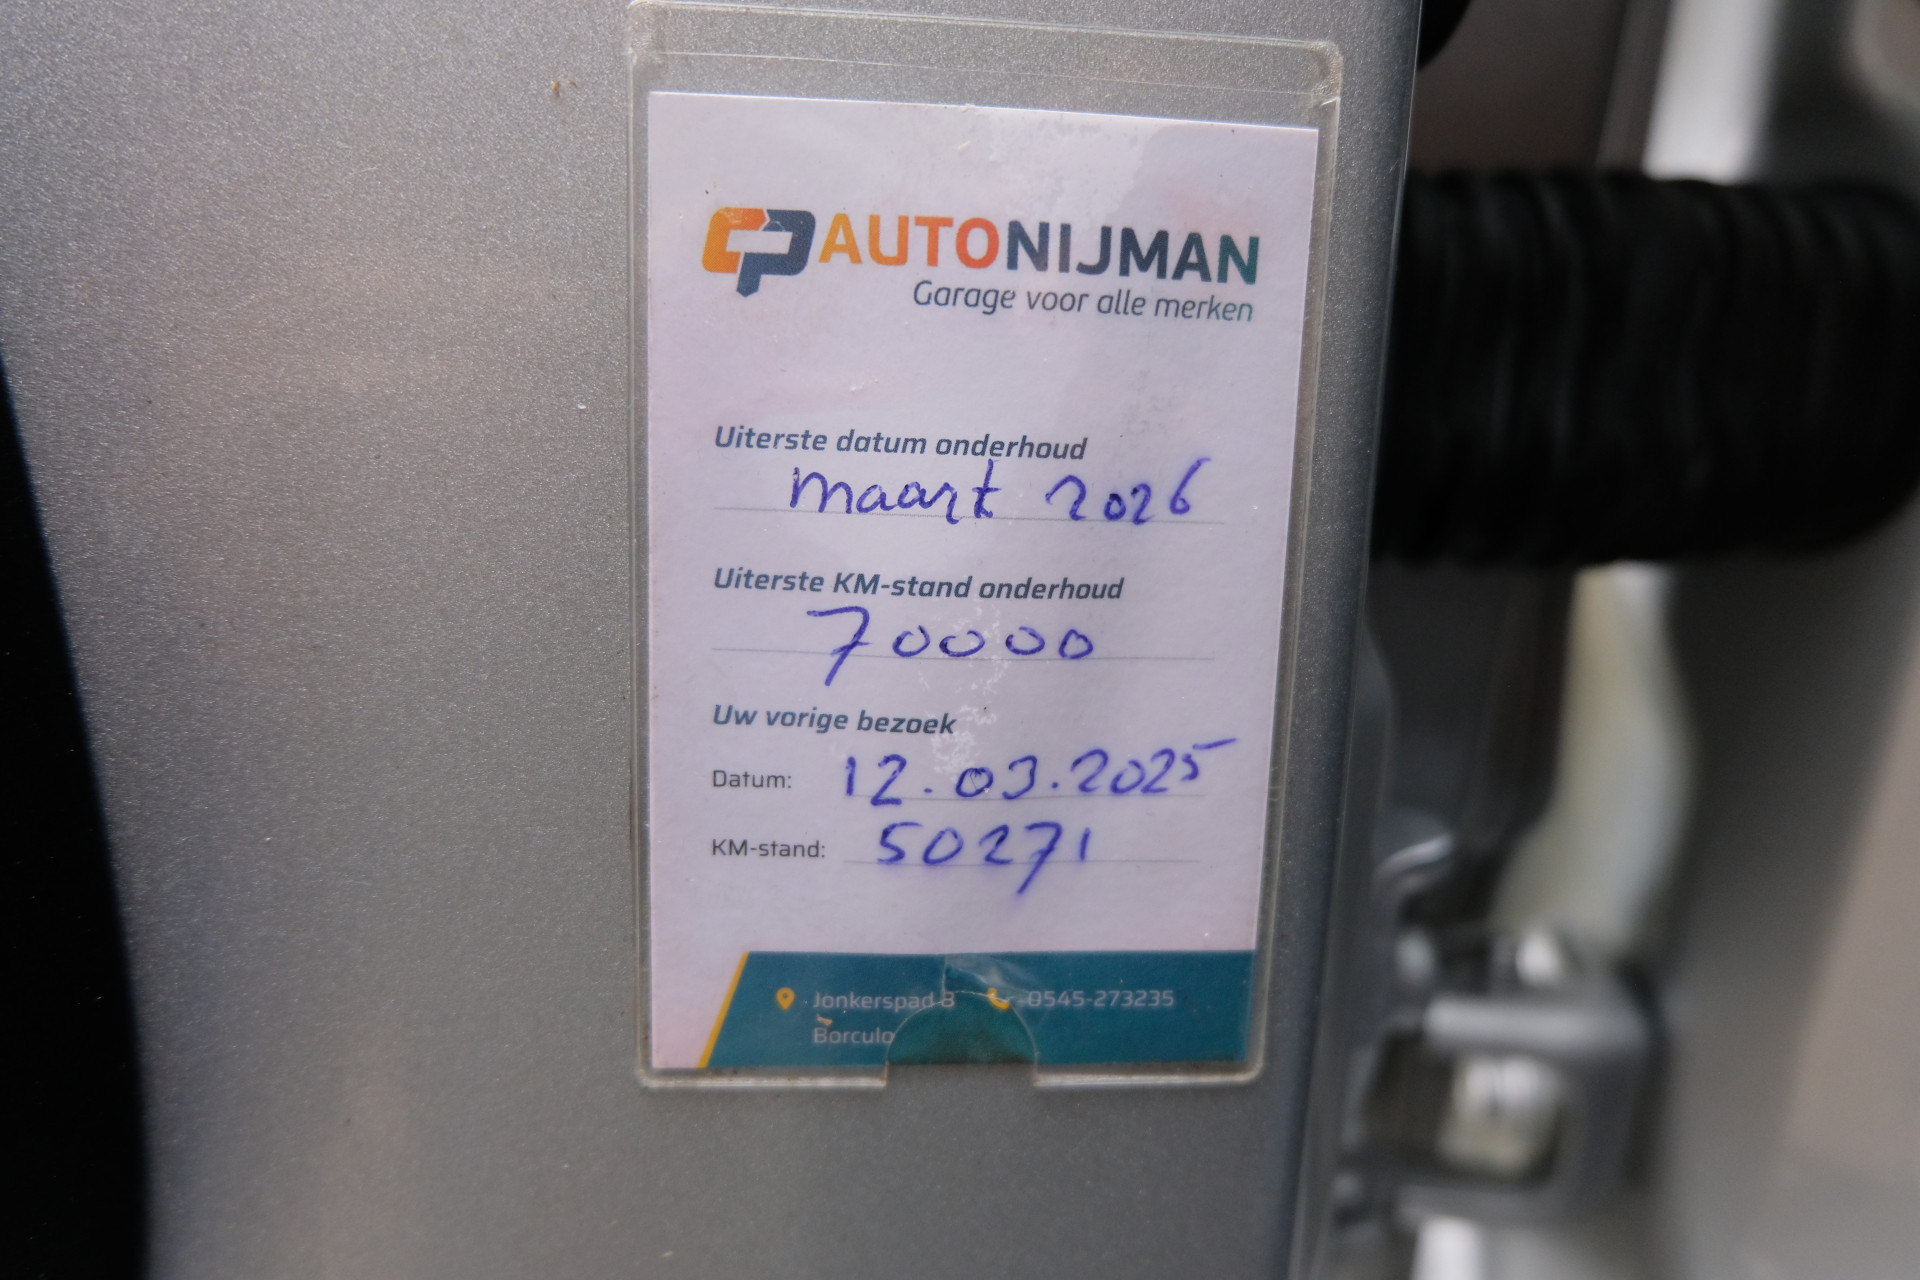 AUTONIJMAN
Garage voor alle merken
Uiterste datum onderhoud
maart 2026
Uiterste KM-stand onderhoud
70000
Uw vorige bezoek
Datum: 12.03.2025
KM-stand: 50271
Jonkerspad 3 0545-273235
Borculo